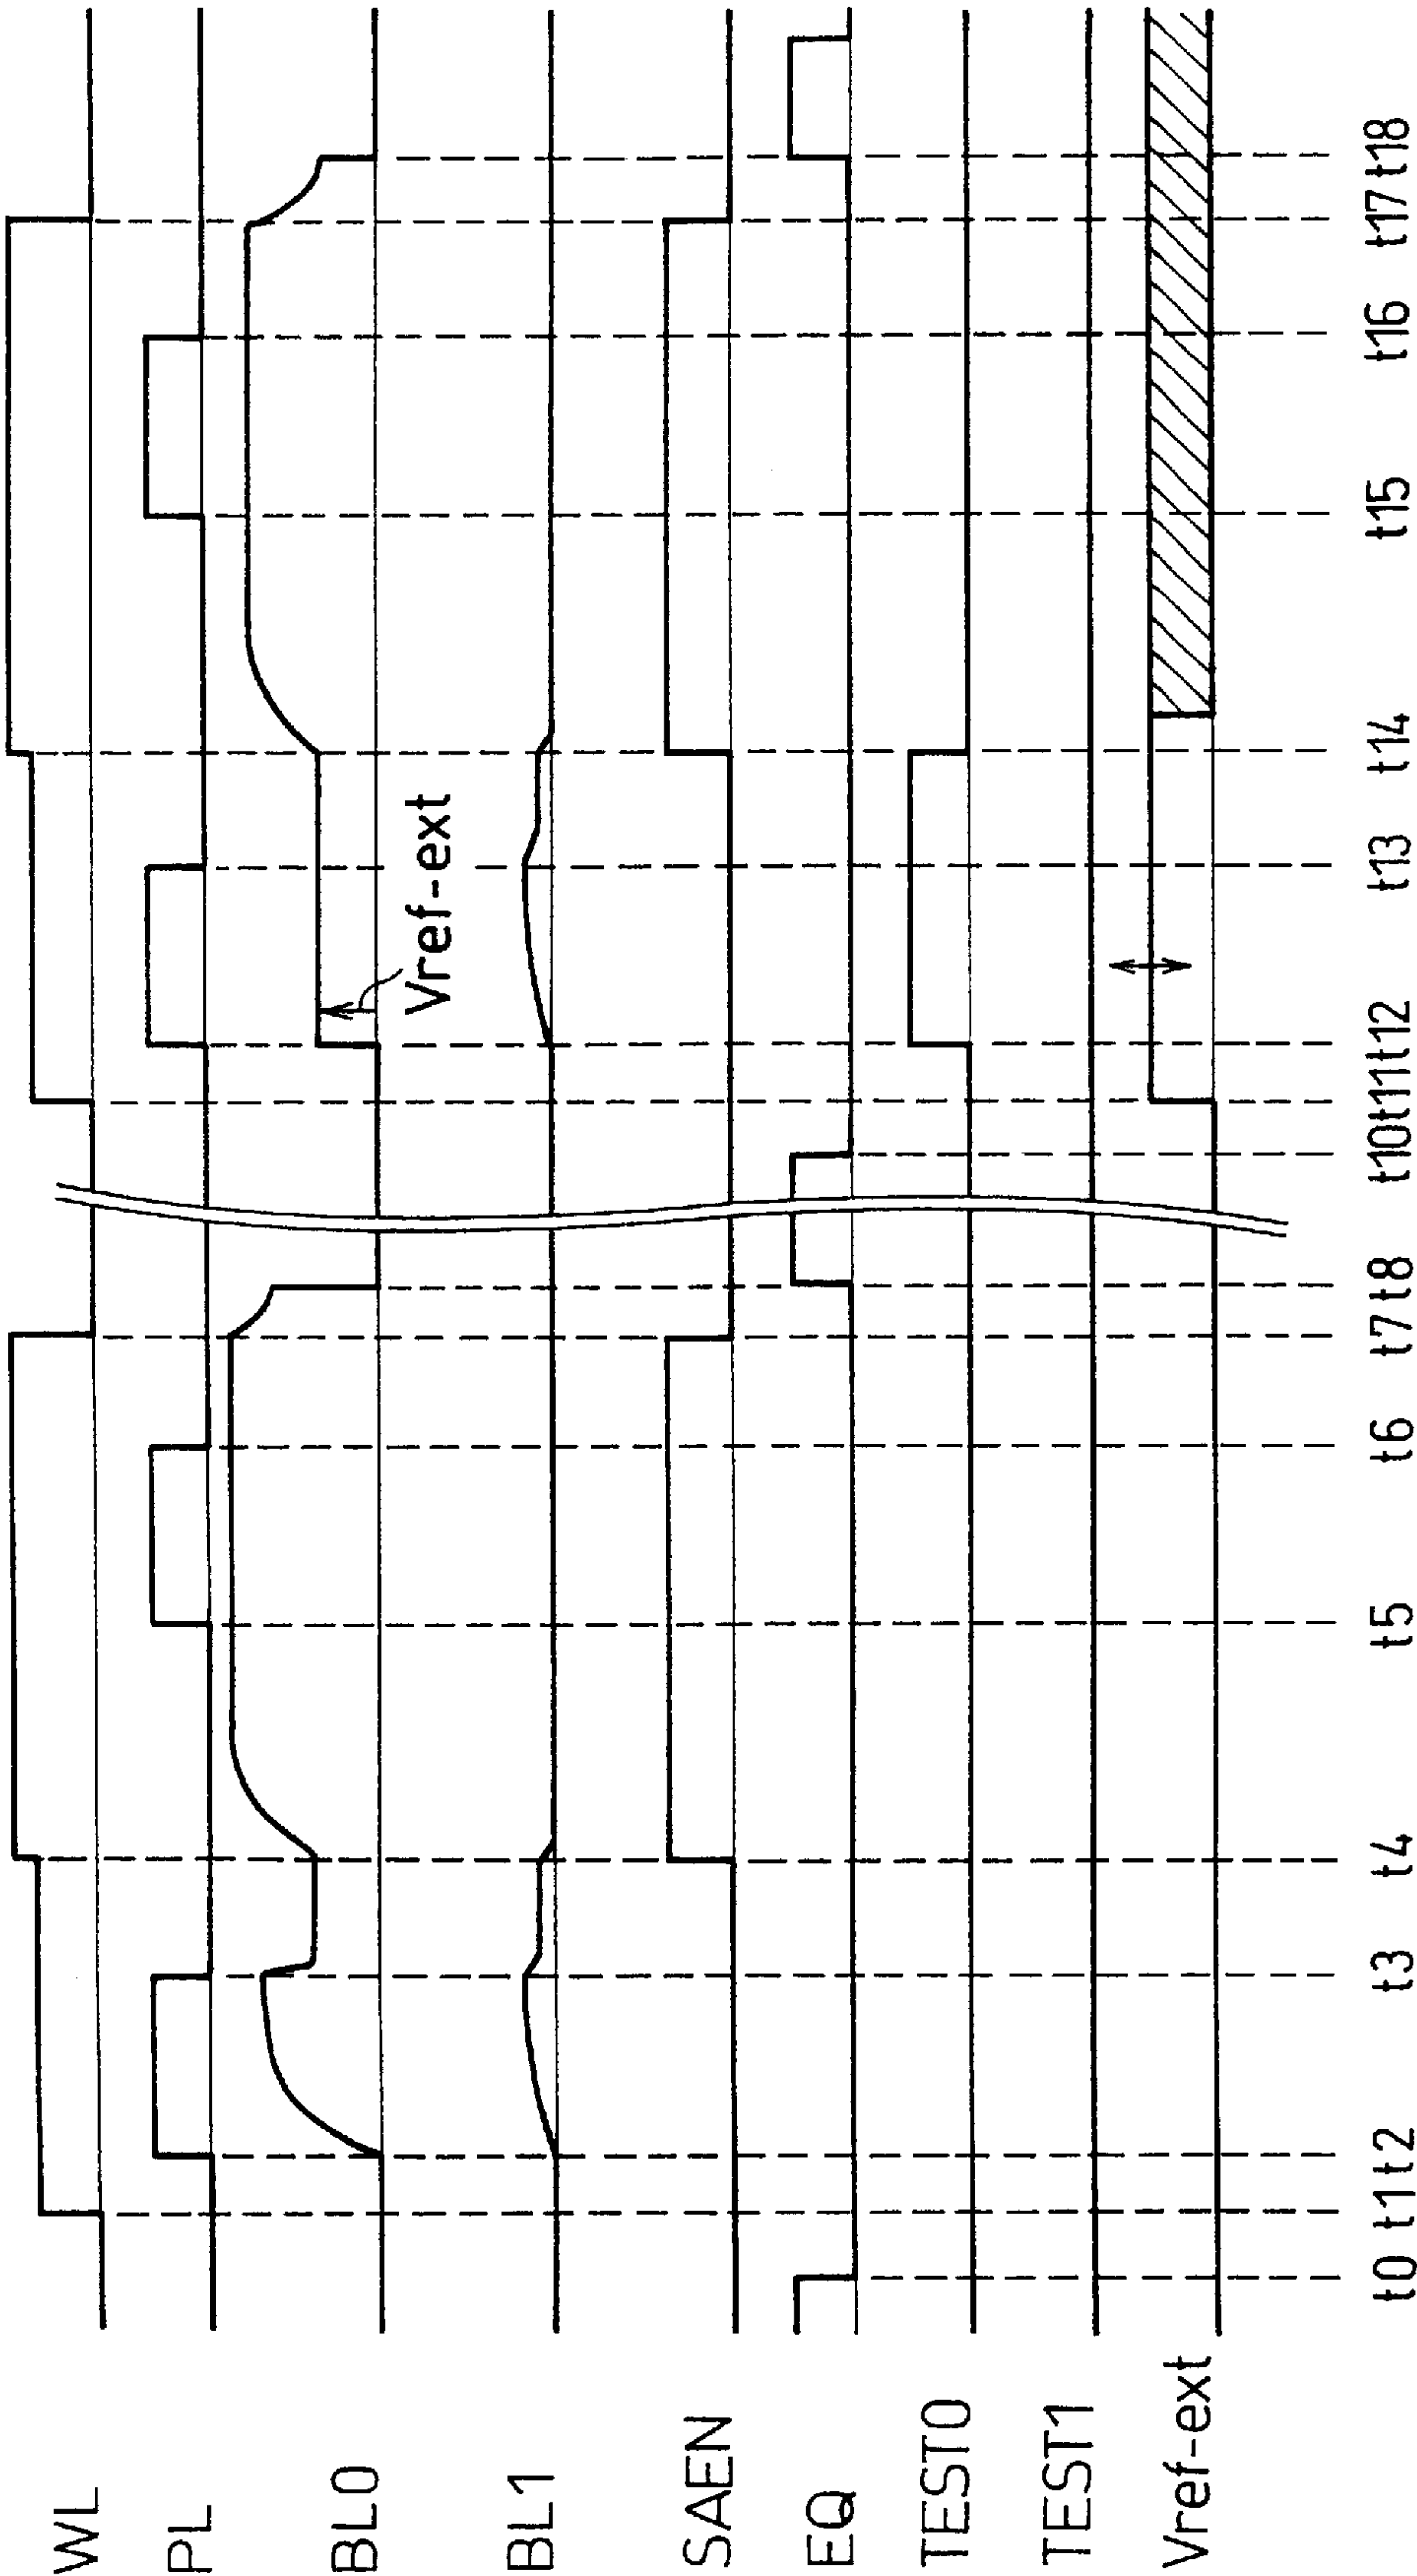 WL
PL
BL0
Vref-ext
BL1
SAEN
EQ
TEST0
TEST1
Vref-ext
t0 t1 t2 t3 t4 t5 t6 t7 t8 t10 t11 t12 t13 t14 t15 t16 t17 t18